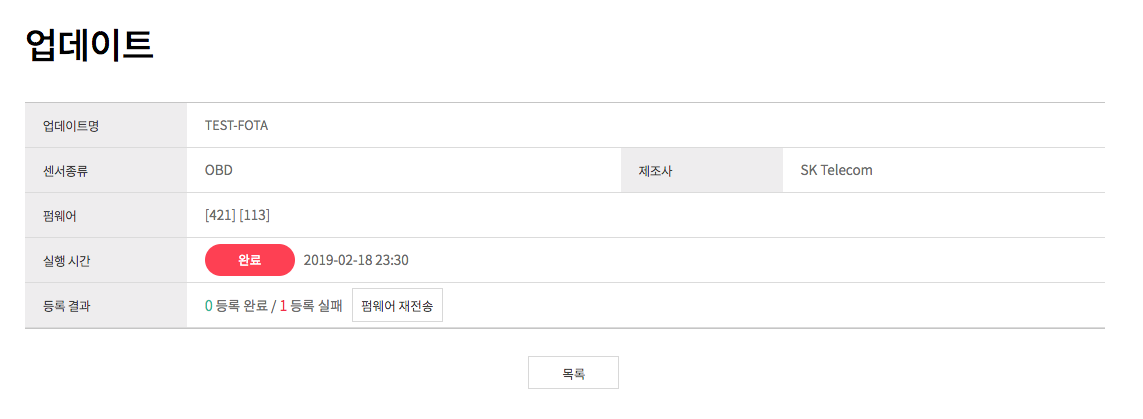 업데이트
업데이트명 TEST-FOTA
센서종류 OBD 제조사 SK Telecom
펌웨어 [421] [113]
실행 시간 완료 2019-02-18 23:30
등록 결과 0 등록 완료 / 1 등록 실패 펌웨어 재전송
목록